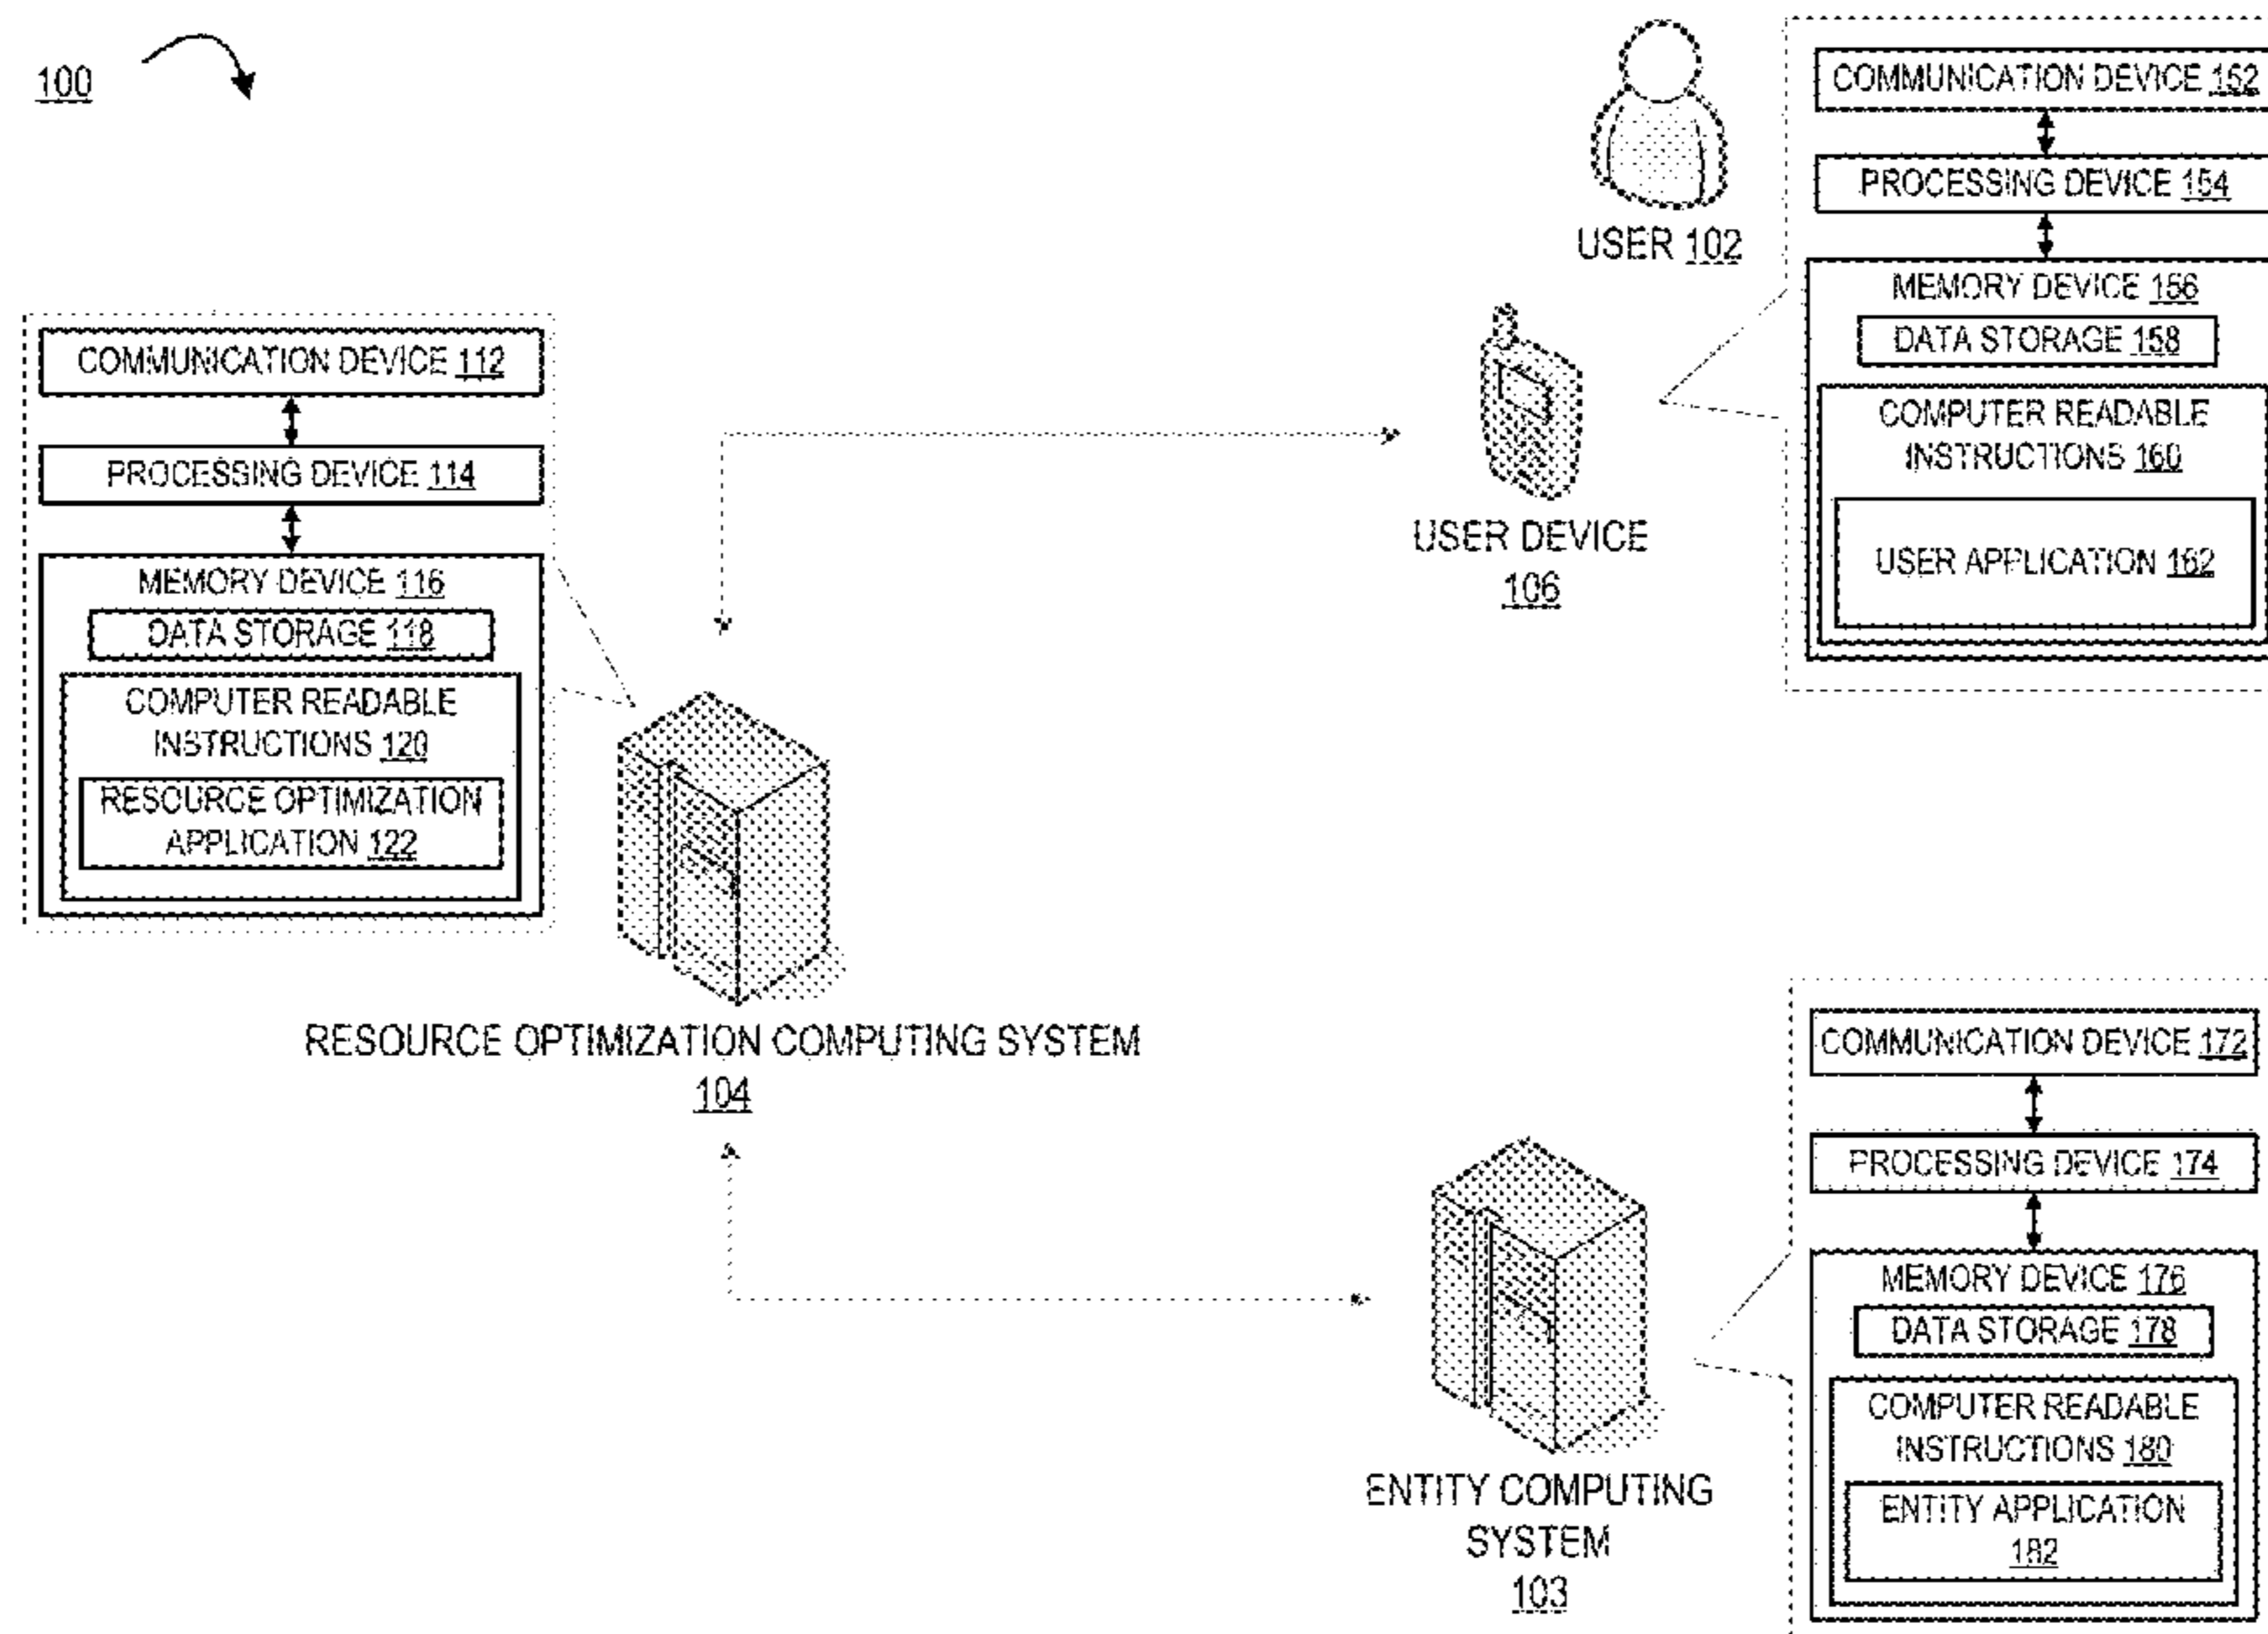 100
COMMUNICATION DEVICE 112
PROCESSING DEVICE 114
MEMORY DEVICE 116
DATA STORAGE 118
COMPUTER READABLE
INSTRUCTIONS 120
RESOURCE OPTIMIZATION
APPLICATION 122
RESOURCE OPTIMIZATION COMPUTING SYSTEM
104
USER 102
USER DEVICE
106
COMMUNICATION DEVICE 152
PROCESSING DEVICE 154
MEMORY DEVICE 156
DATA STORAGE 158
COMPUTER READABLE
INSTRUCTIONS 160
USER APPLICATION 162
ENTITY COMPUTING
SYSTEM
103
COMMUNICATION DEVICE 172
PROCESSING DEVICE 174
MEMORY DEVICE 176
DATA STORAGE 178
COMPUTER READABLE
INSTRUCTIONS 180
ENTITY APPLICATION
182